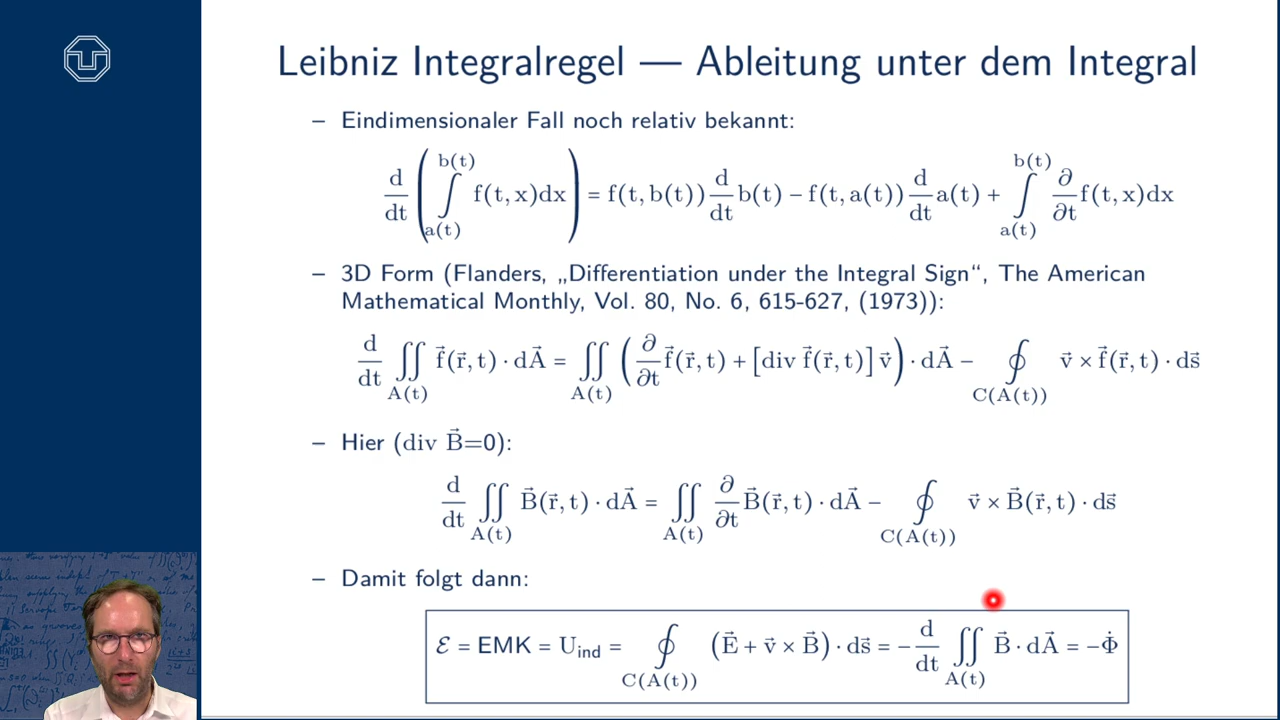 Leibniz Integralregel — Ableitung unter dem Integral
– Eindimensionaler Fall noch relativ bekannt:
d/dt ( ∫_{a(t)}^{b(t)} f(t, x)dx ) = f(t, b(t)) d/dt b(t) − f(t, a(t)) d/dt a(t) + ∫_{a(t)}^{b(t)} ∂/∂t f(t, x)dx
– 3D Form (Flanders, „Differentiation under the Integral Sign“, The American
Mathematical Monthly, Vol. 80, No. 6, 615-627, (1973)):
d/dt ∬_{A(t)} f⃗(r⃗, t) · dA⃗ = ∬_{A(t)} ( ∂/∂t f⃗(r⃗, t) + [div f⃗(r⃗, t)] v⃗ ) · dA⃗ − ∮_{C(A(t))} v⃗ × f⃗(r⃗, t) · ds⃗
– Hier (div B⃗=0):
d/dt ∬_{A(t)} B⃗(r⃗, t) · dA⃗ = ∬_{A(t)} ∂/∂t B⃗(r⃗, t) · dA⃗ − ∮_{C(A(t))} v⃗ × B⃗(r⃗, t) · ds⃗
– Damit folgt dann:
ℰ = EMK = U_ind = ∮_{C(A(t))} (E⃗ + v⃗ × B⃗) · ds⃗ = − d/dt ∬_{A(t)} B⃗ · dA⃗ = −Φ̇